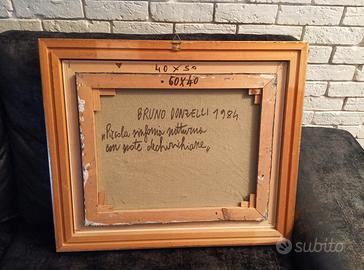 40 x 50
• 60X40
BRUNO DONZELLI 1984
"Piccola sinfonia notturna
con note dechirichiane"
subito